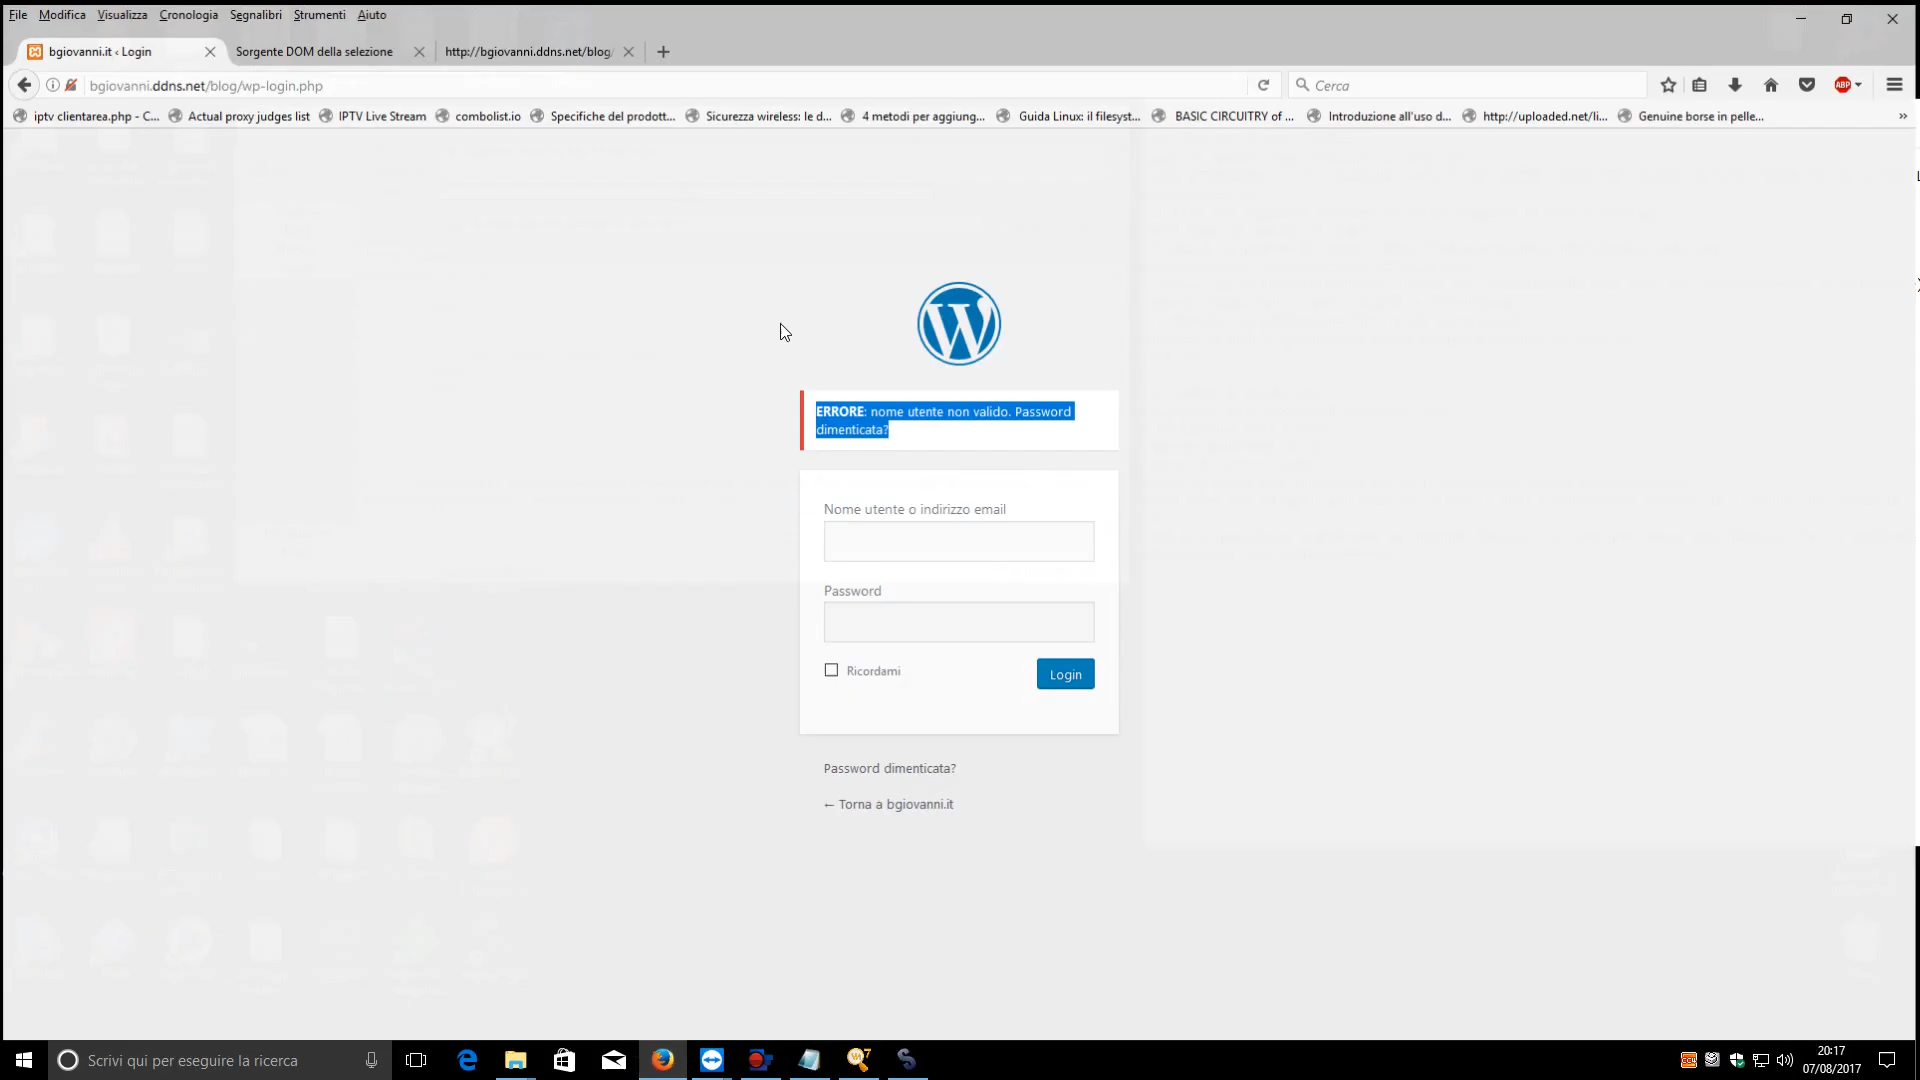 File Modifica Visualizza Cronologia Segnalibri Strumenti Aiuto
bgiovanni.it ‹ Login Sorgente DOM della selezione http://bgiovanni.ddns.net/blog/
bgiovanni.ddns.net/blog/wp-login.php Cerca ABP
iptv clientarea.php - C... Actual proxy judges list IPTV Live Stream combolist.io Specifiche del prodott... Sicurezza wireless: le d... 4 metodi per aggiung... Guida Linux: il filesyst... BASIC CIRCUITRY of ... Introduzione all'uso d... http://uploaded.net/li... Genuine borse in pelle... »
ERRORE: nome utente non valido. Password
dimenticata?
Nome utente o indirizzo email
Password
Ricordami Login
Password dimenticata?
← Torna a bgiovanni.it
Scrivi qui per eseguire la ricerca
20:17
07/08/2017